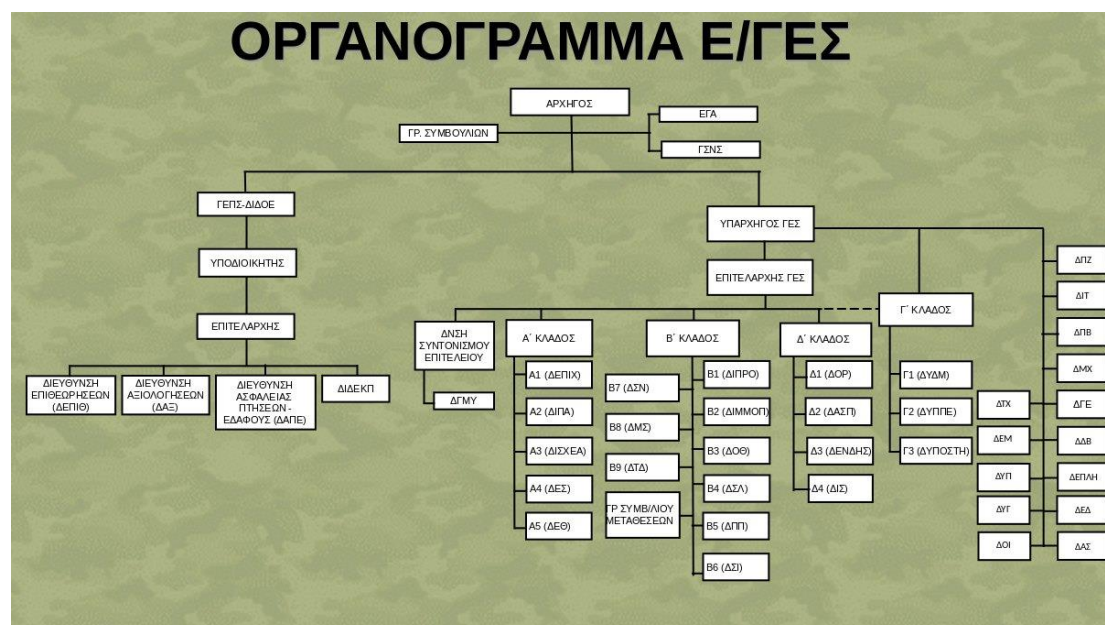 ΟΡΓΑΝΟΓΡΑΜΜΑ Ε/ΓΕΣ
ΑΡΧΗΓΟΣ
ΓΡ. ΣΥΜΒΟΥΛΙΩΝ
ΕΓΑ
ΓΣΝΣ
ΓΕΠΣ-ΔΙΔΟΕ
ΥΠΟΔΙΟΙΚΗΤΗΣ
ΕΠΙΤΕΛΑΡΧΗΣ
ΔΙΕΥΘΥΝΣΗ
ΕΠΙΘΕΩΡΗΣΕΩΝ
(ΔΕΠΙΘ)
ΔΙΕΥΘΥΝΣΗ
ΑΞΙΟΛΟΓΗΣΕΩΝ
(ΔΑΞ)
ΔΙΕΥΘΥΝΣΗ
ΑΣΦΑΛΕΙΑΣ
ΠΤΗΣΕΩΝ -
ΕΔΑΦΟΥΣ (ΔΑΠΕ)
ΔΙΔΕΚΠ
ΥΠΑΡΧΗΓΟΣ ΓΕΣ
ΕΠΙΤΕΛΑΡΧΗΣ ΓΕΣ
ΔΝΣΗ
ΣΥΝΤΟΝΙΣΜΟΥ
ΕΠΙΤΕΛΕΙΟΥ
ΔΓΜΥ
Α΄ ΚΛΑΔΟΣ
Α1 (ΔΕΠΙΧ)
Α2 (ΔΙΠΑ)
Α3 (ΔΙΣΧΕΑ)
Α4 (ΔΕΣ)
Α5 (ΔΕΘ)
Β΄ ΚΛΑΔΟΣ
Β7 (ΔΣΝ)
Β8 (ΔΜΣ)
Β9 (ΔΤΔ)
ΓΡ ΣΥΜΒ/ΛΙΟΥ
ΜΕΤΑΘΕΣΕΩΝ
Β1 (ΔΙΠΡΟ)
Β2 (ΔΙΜΜΟΠ)
Β3 (ΔΟΘ)
Β4 (ΔΣΛ)
Β5 (ΔΠΠ)
Β6 (ΔΣΙ)
Δ΄ ΚΛΑΔΟΣ
Δ1 (ΔΟΡ)
Δ2 (ΔΑΣΠ)
Δ3 (ΔΕΝΔΗΣ)
Δ4 (ΔΙΣ)
Γ΄ ΚΛΑΔΟΣ
Γ1 (ΔΥΔΜ)
Γ2 (ΔΥΠΠΕ)
Γ3 (ΔΥΠΟΣΤΗ)
ΔΤΧ
ΔΕΜ
ΔΥΠ
ΔΥΓ
ΔΟΙ
ΔΠΖ
ΔΙΤ
ΔΠΒ
ΔΜΧ
ΔΓΕ
ΔΔΒ
ΔΕΠΛΗ
ΔΕΔ
ΔΑΣ